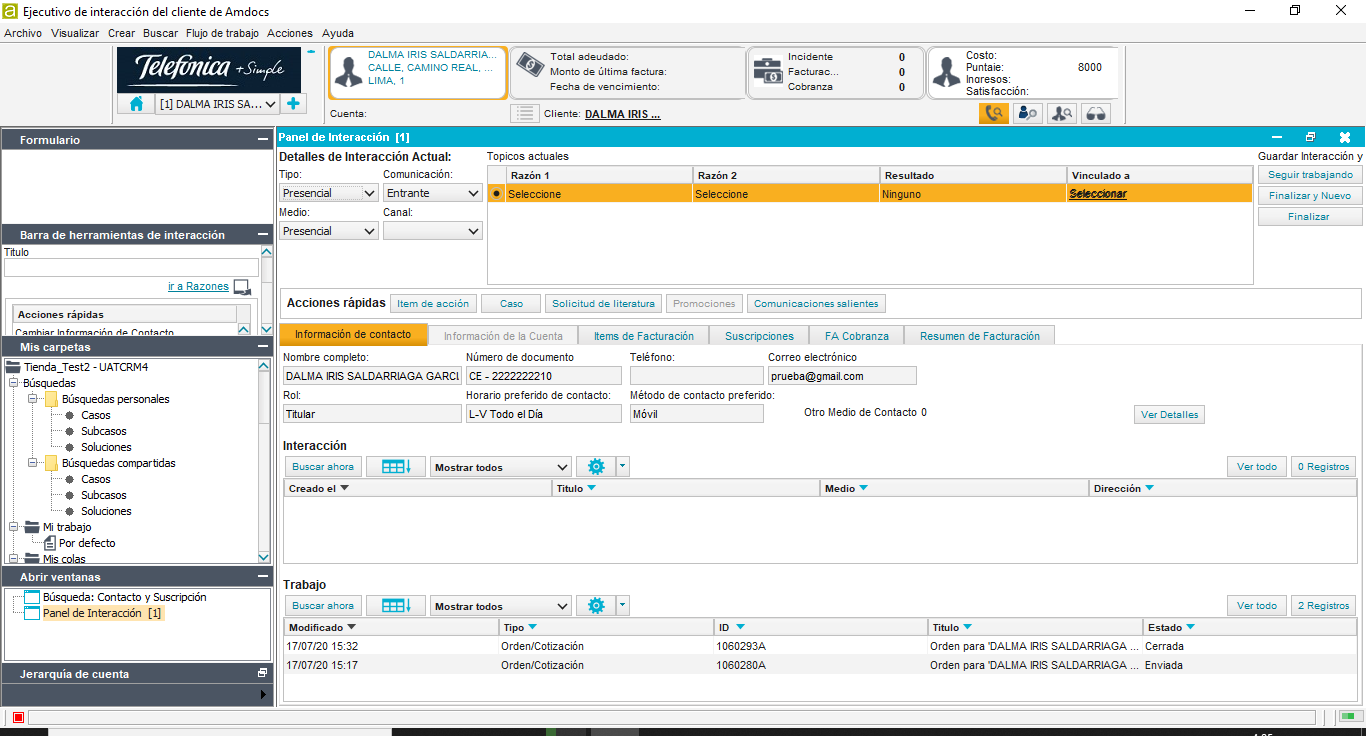 Ejecutivo de interacción del cliente de Amdocs
Archivo Visualizar Crear Buscar Flujo de trabajo Acciones Ayuda
Telefónica +Simple
[1] DALMA IRIS SA...
DALMA IRIS SALDARRIA...
CALLE, CAMINO REAL, ...
LIMA, 1
Total adeudado:
Monto de última factura:
Fecha de vencimiento:
Incidente 0
Facturac... 0
Cobranza 0
Costo:
Puntaie: 8000
Inoresos:
Satisfacción:
Cuenta:
Cliente: DALMA IRIS ...
Formulario
Barra de herramientas de interacción
Titulo
ir a Razones
Acciones rápidas
Cambiar Información de Contacto
Mis carpetas
Tienda_Test2 - UATCRM4
Búsquedas
Búsquedas personales
Casos
Subcasos
Soluciones
Búsquedas compartidas
Casos
Subcasos
Soluciones
Mi trabajo
Por defecto
Mis colas
Abrir ventanas
Búsqueda: Contacto y Suscripción
Panel de Interacción [1]
Jerarquía de cuenta
Panel de Interacción [1]
Detalles de Interacción Actual:
Tipo: Comunicación:
Presencial Entrante
Medio: Canal:
Presencial
Topicos actuales
Razón 1 Razón 2 Resultado Vinculado a
Seleccione Seleccione Ninguno Seleccionar
Guardar Interacción y
Seguir trabajando
Finalizar y Nuevo
Finalizar
Acciones rápidas Item de acción Caso Solicitud de literatura Promociones Comunicaciones salientes
Información de contacto Información de la Cuenta Items de Facturación Suscripciones FA Cobranza Resumen de Facturación
Nombre completo: Número de documento Teléfono: Correo electrónico
DALMA IRIS SALDARRIAGA GARCI CE - 2222222210 prueba@gmail.com
Rol: Horario preferido de contacto: Método de contacto preferido:
Titular L-V Todo el Día Móvil Otro Medio de Contacto 0 Ver Detalles
Interacción
Buscar ahora Mostrar todos Ver todo 0 Registros
Creado el Titulo Medio Dirección
Trabajo
Buscar ahora Mostrar todos Ver todo 2 Registros
Modificado Tipo ID Titulo Estado
17/07/20 15:32 Orden/Cotización 1060293A Orden para 'DALMA IRIS SALDARRIAGA ... Cerrada
17/07/20 15:17 Orden/Cotización 1060280A Orden para 'DALMA IRIS SALDARRIAGA ... Enviada